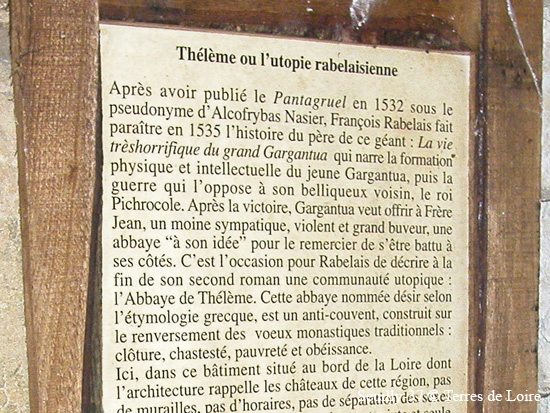 Thélème ou l'utopie rabelaisienne
Après avoir publié le Pantagruel en 1532 sous le
pseudonyme d'Alcofrybas Nasier, François Rabelais fait
paraître en 1535 l'histoire du père de ce géant : La vie
trèshorrifique du grand Gargantua qui narre la formation
physique et intellectuelle du jeune Gargantua, puis la
guerre qui l'oppose à son belliqueux voisin, le roi
Pichrocole. Après la victoire, Gargantua veut offrir à Frère
Jean, un moine sympatique, violent et grand buveur, une
abbaye “à son idée” pour le remercier de s'être battu à
ses côtés. C'est l'occasion pour Rabelais de décrire à la
fin de son second roman une communauté utopique :
l'Abbaye de Thélème. Cette abbaye nommée désir selon
l'étymologie grecque, est un anti-couvent, construit sur
le renversement des voeux monastiques traditionnels :
clôture, chasteté, pauvreté et obéissance.
Ici, dans ce bâtiment situé au bord de la Loire dont
l'architecture rappelle les châteaux de cette région, pas
de murailles, pas d'horaires, pas de séparation des sexes
Terres de Loire